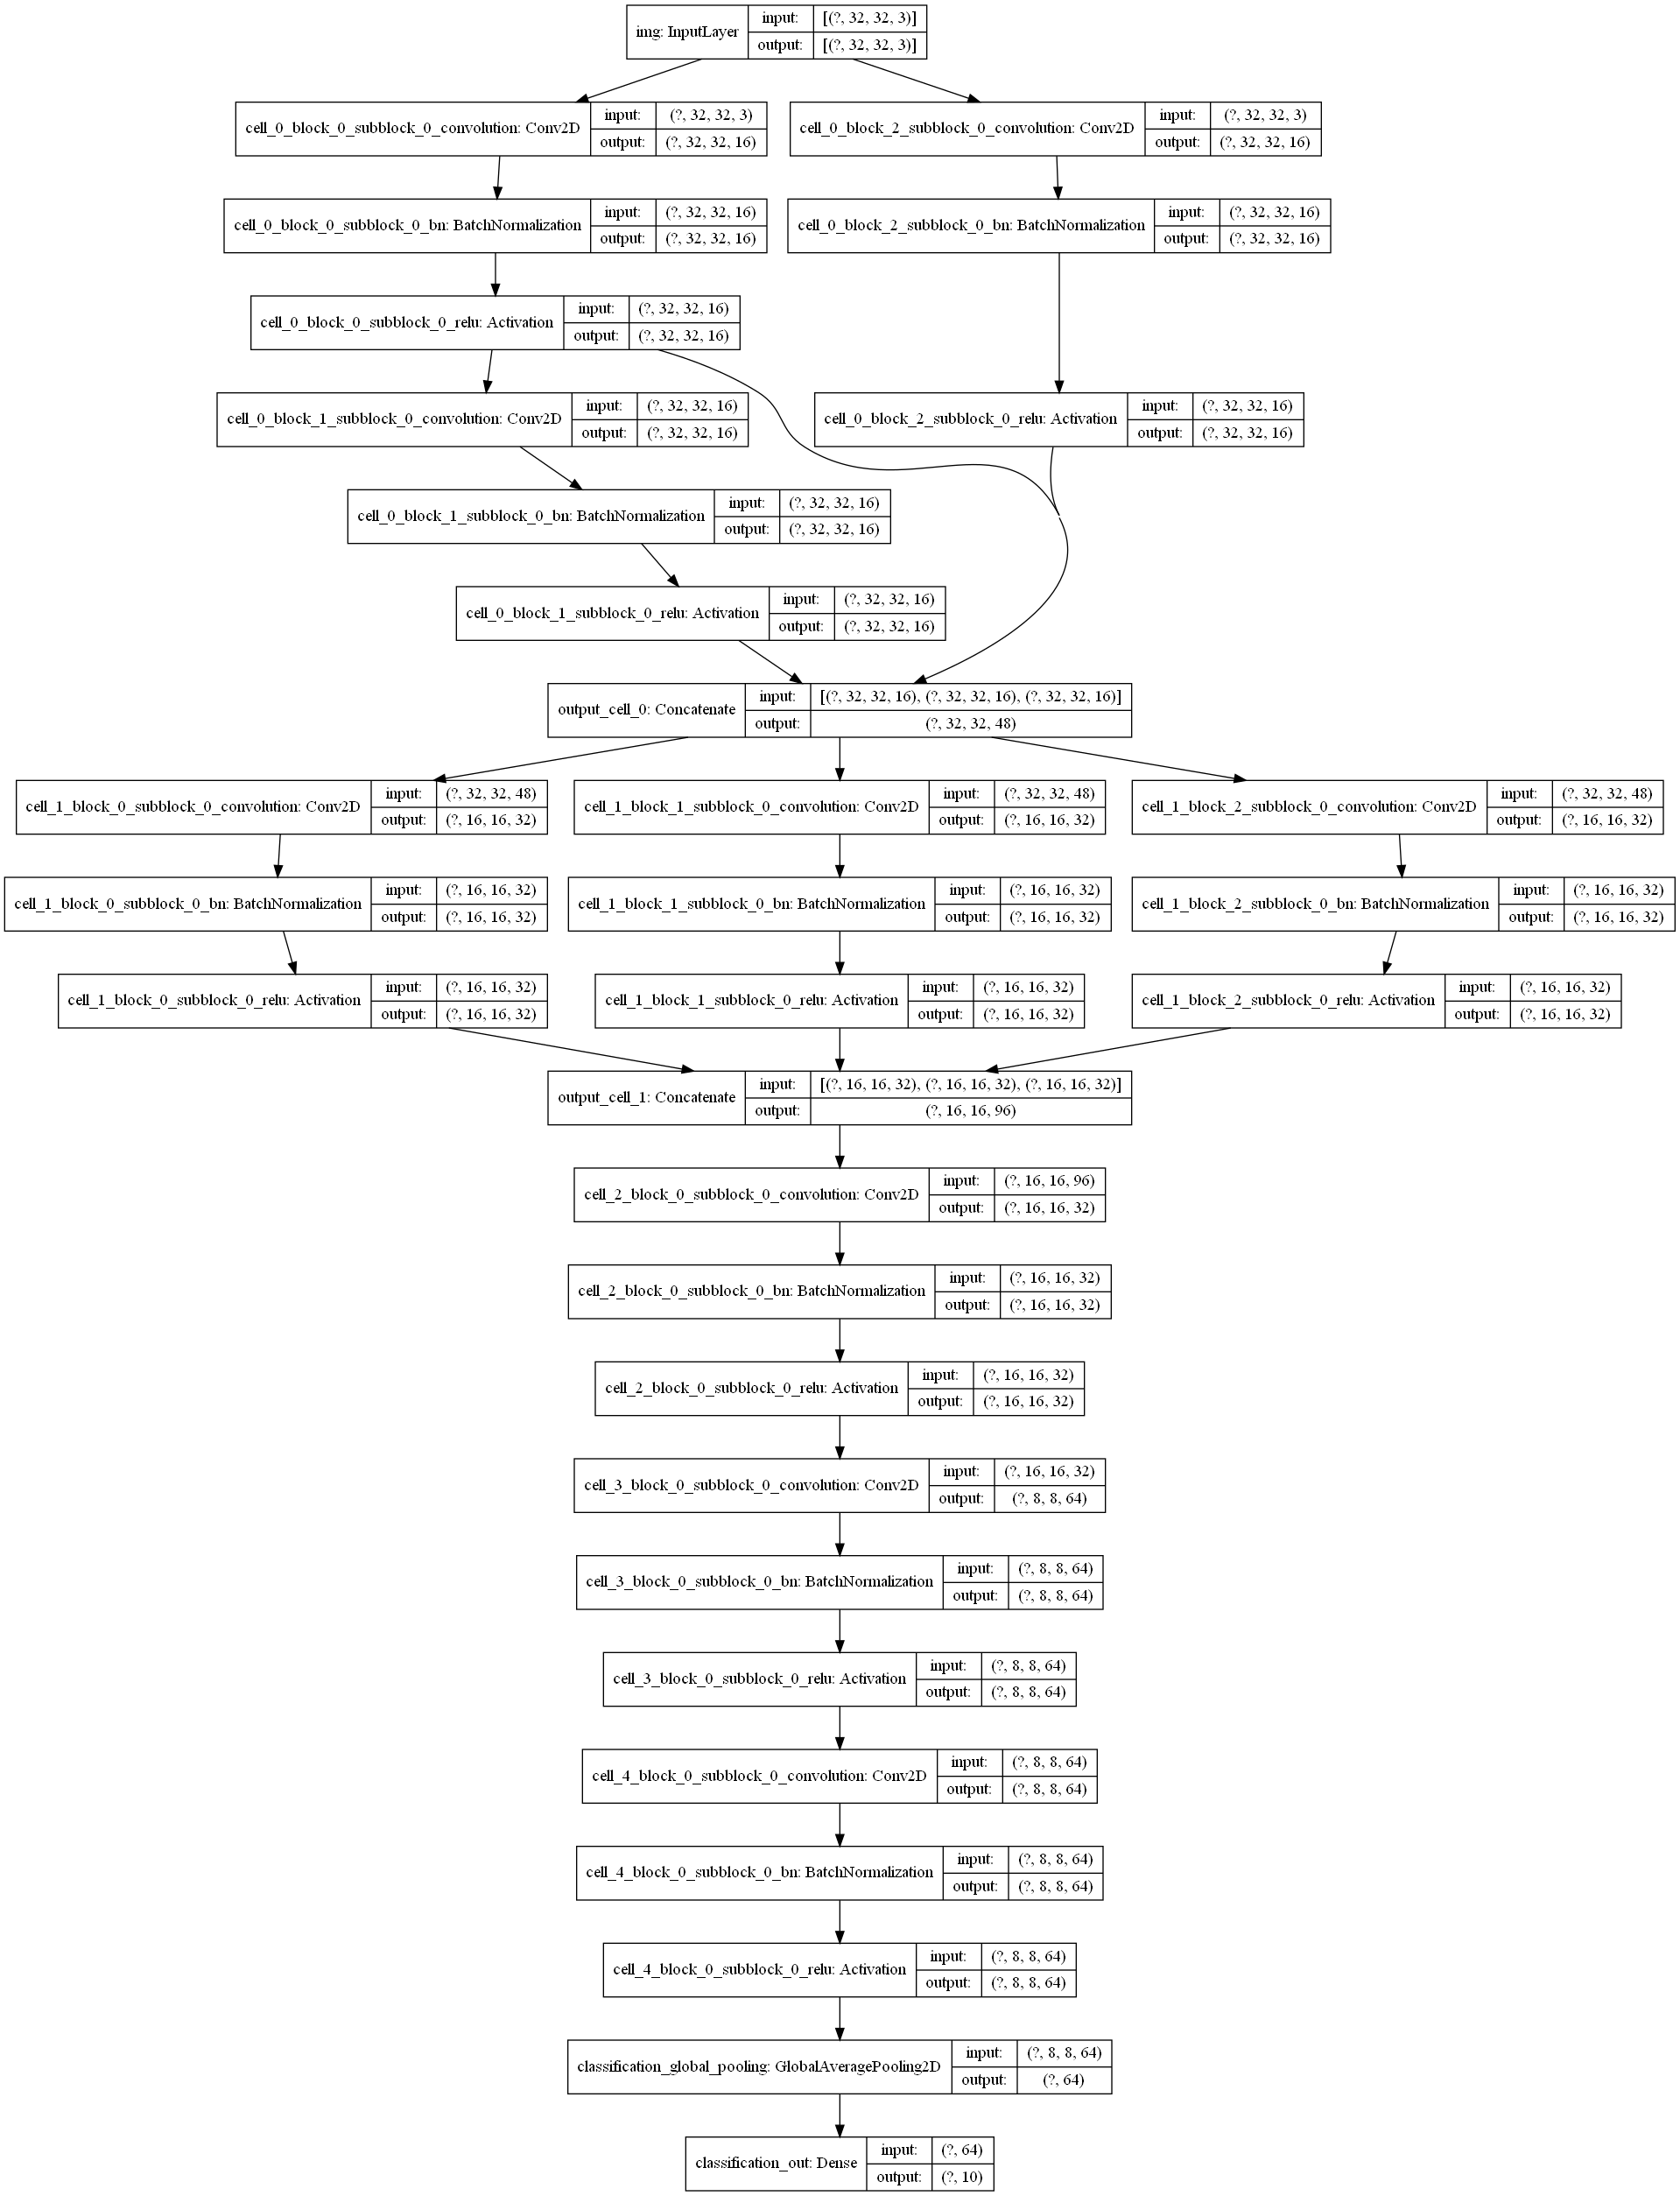 img: InputLayer
input:
[(?, 32, 32, 3)]
output:
[(?, 32, 32, 3)]
cell_0_block_0_subblock_0_convolution: Conv2D
input:
(?, 32, 32, 3)
output:
(?, 32, 32, 16)
cell_0_block_2_subblock_0_convolution: Conv2D
input:
(?, 32, 32, 3)
output:
(?, 32, 32, 16)
cell_0_block_0_subblock_0_bn: BatchNormalization
input:
(?, 32, 32, 16)
output:
(?, 32, 32, 16)
cell_0_block_2_subblock_0_bn: BatchNormalization
input:
(?, 32, 32, 16)
output:
(?, 32, 32, 16)
cell_0_block_0_subblock_0_relu: Activation
input:
(?, 32, 32, 16)
output:
(?, 32, 32, 16)
cell_0_block_1_subblock_0_convolution: Conv2D
input:
(?, 32, 32, 16)
output:
(?, 32, 32, 16)
cell_0_block_2_subblock_0_relu: Activation
input:
(?, 32, 32, 16)
output:
(?, 32, 32, 16)
cell_0_block_1_subblock_0_bn: BatchNormalization
input:
(?, 32, 32, 16)
output:
(?, 32, 32, 16)
cell_0_block_1_subblock_0_relu: Activation
input:
(?, 32, 32, 16)
output:
(?, 32, 32, 16)
output_cell_0: Concatenate
input:
[(?, 32, 32, 16), (?, 32, 32, 16), (?, 32, 32, 16)]
output:
(?, 32, 32, 48)
cell_1_block_0_subblock_0_convolution: Conv2D
input:
(?, 32, 32, 48)
output:
(?, 16, 16, 32)
cell_1_block_1_subblock_0_convolution: Conv2D
input:
(?, 32, 32, 48)
output:
(?, 16, 16, 32)
cell_1_block_2_subblock_0_convolution: Conv2D
input:
(?, 32, 32, 48)
output:
(?, 16, 16, 32)
cell_1_block_0_subblock_0_bn: BatchNormalization
input:
(?, 16, 16, 32)
output:
(?, 16, 16, 32)
cell_1_block_1_subblock_0_bn: BatchNormalization
input:
(?, 16, 16, 32)
output:
(?, 16, 16, 32)
cell_1_block_2_subblock_0_bn: BatchNormalization
input:
(?, 16, 16, 32)
output:
(?, 16, 16, 32)
cell_1_block_0_subblock_0_relu: Activation
input:
(?, 16, 16, 32)
output:
(?, 16, 16, 32)
cell_1_block_1_subblock_0_relu: Activation
input:
(?, 16, 16, 32)
output:
(?, 16, 16, 32)
cell_1_block_2_subblock_0_relu: Activation
input:
(?, 16, 16, 32)
output:
(?, 16, 16, 32)
output_cell_1: Concatenate
input:
[(?, 16, 16, 32), (?, 16, 16, 32), (?, 16, 16, 32)]
output:
(?, 16, 16, 96)
cell_2_block_0_subblock_0_convolution: Conv2D
input:
(?, 16, 16, 96)
output:
(?, 16, 16, 32)
cell_2_block_0_subblock_0_bn: BatchNormalization
input:
(?, 16, 16, 32)
output:
(?, 16, 16, 32)
cell_2_block_0_subblock_0_relu: Activation
input:
(?, 16, 16, 32)
output:
(?, 16, 16, 32)
cell_3_block_0_subblock_0_convolution: Conv2D
input:
(?, 16, 16, 32)
output:
(?, 8, 8, 64)
cell_3_block_0_subblock_0_bn: BatchNormalization
input:
(?, 8, 8, 64)
output:
(?, 8, 8, 64)
cell_3_block_0_subblock_0_relu: Activation
input:
(?, 8, 8, 64)
output:
(?, 8, 8, 64)
cell_4_block_0_subblock_0_convolution: Conv2D
input:
(?, 8, 8, 64)
output:
(?, 8, 8, 64)
cell_4_block_0_subblock_0_bn: BatchNormalization
input:
(?, 8, 8, 64)
output:
(?, 8, 8, 64)
cell_4_block_0_subblock_0_relu: Activation
input:
(?, 8, 8, 64)
output:
(?, 8, 8, 64)
classification_global_pooling: GlobalAveragePooling2D
input:
(?, 8, 8, 64)
output:
(?, 64)
classification_out: Dense
input:
(?, 64)
output:
(?, 10)